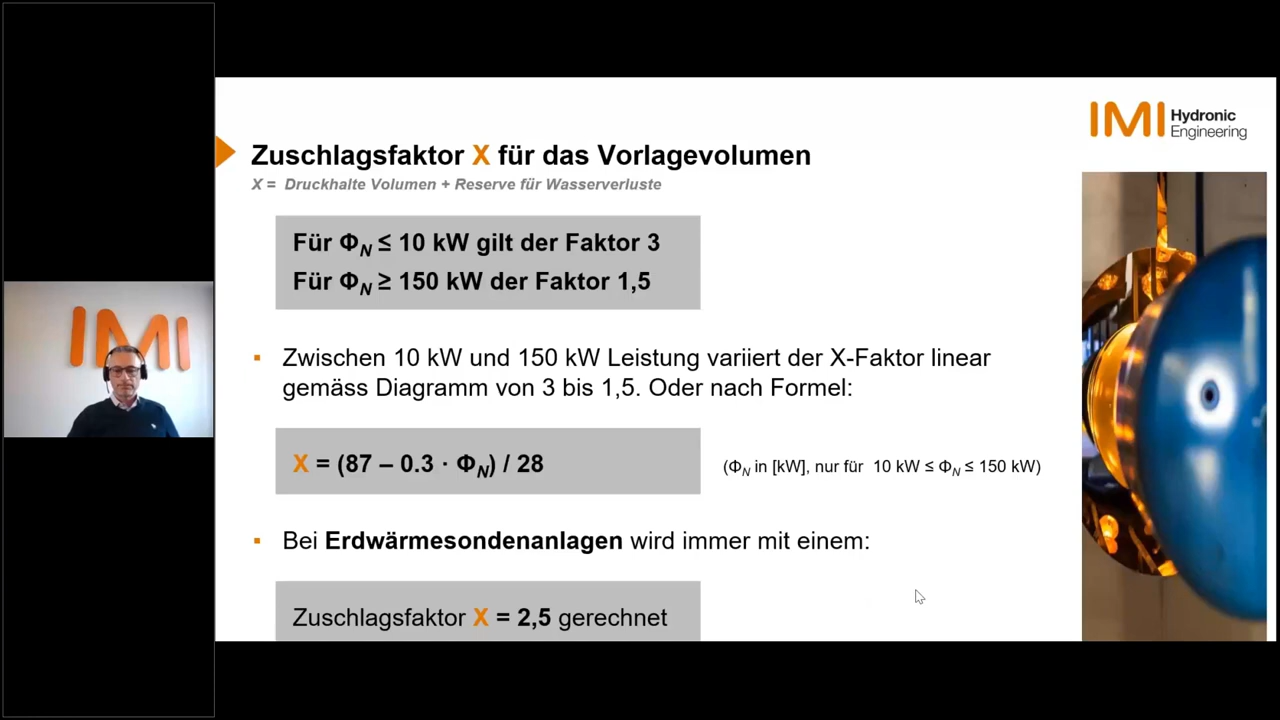 IMI Hydronic
Engineering
Zuschlagsfaktor X für das Vorlagevolumen
X = Druckhalte Volumen + Reserve für Wasserverluste
Für ΦN ≤ 10 kW gilt der Faktor 3
Für ΦN ≥ 150 kW der Faktor 1,5
▪ Zwischen 10 kW und 150 kW Leistung variiert der X-Faktor linear
gemäss Diagramm von 3 bis 1,5. Oder nach Formel:
X = (87 – 0.3 · ΦN) / 28
(ΦN in [kW], nur für 10 kW ≤ ΦN ≤ 150 kW)
▪ Bei Erdwärmesondenanlagen wird immer mit einem:
Zuschlagsfaktor X = 2,5 gerechnet
IMI